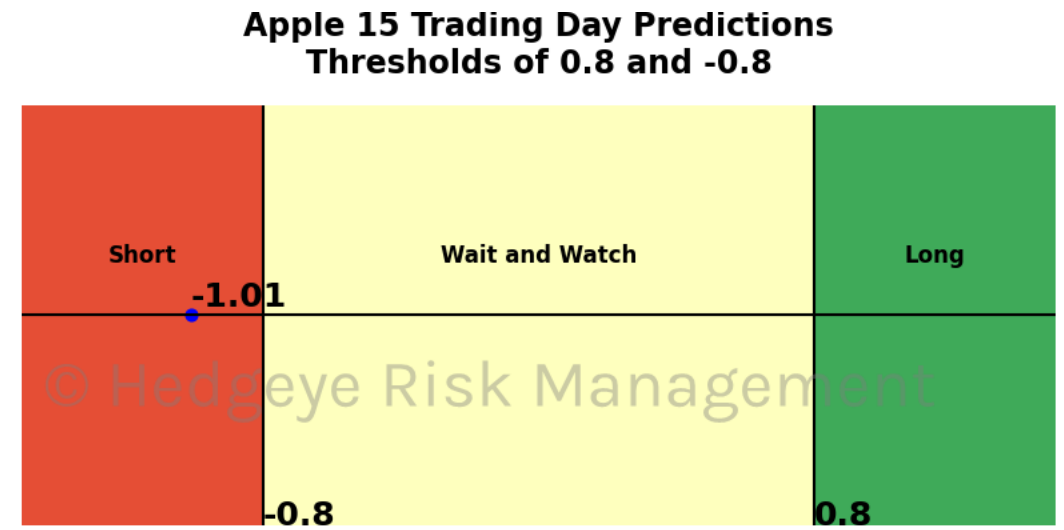 Apple 15 Trading Day Predictions
Thresholds of 0.8 and -0.8
Short
Wait and Watch
Long
-1.01
© Hedgeye Risk Management
-0.8
0.8